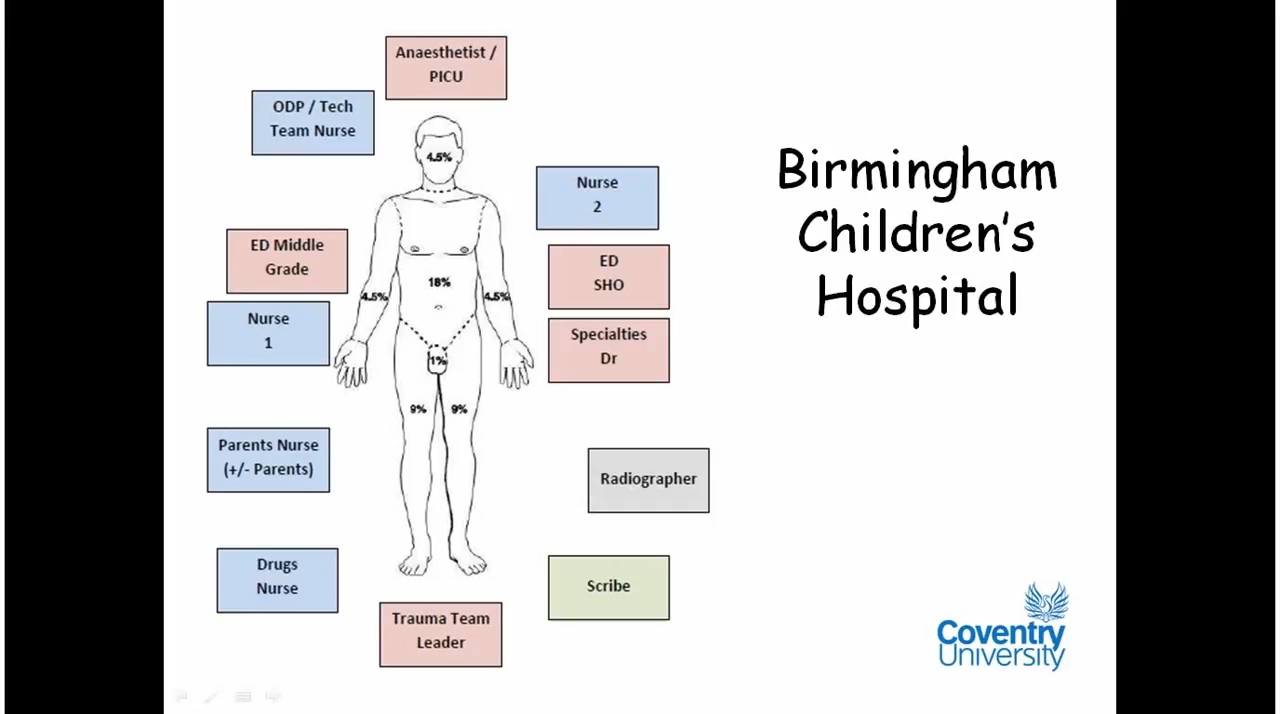 Anaesthetist /
PICU
ODP / Tech
Team Nurse
4.5%
Nurse
2
ED Middle
Grade
ED
SHO
18%
4.5%
4.5%
Nurse
1
Specialties
Dr
1%
9%
9%
Parents Nurse
(+/- Parents)
Radiographer
Drugs
Nurse
Scribe
Trauma Team
Leader
Birmingham
Children's
Hospital
Coventry
University